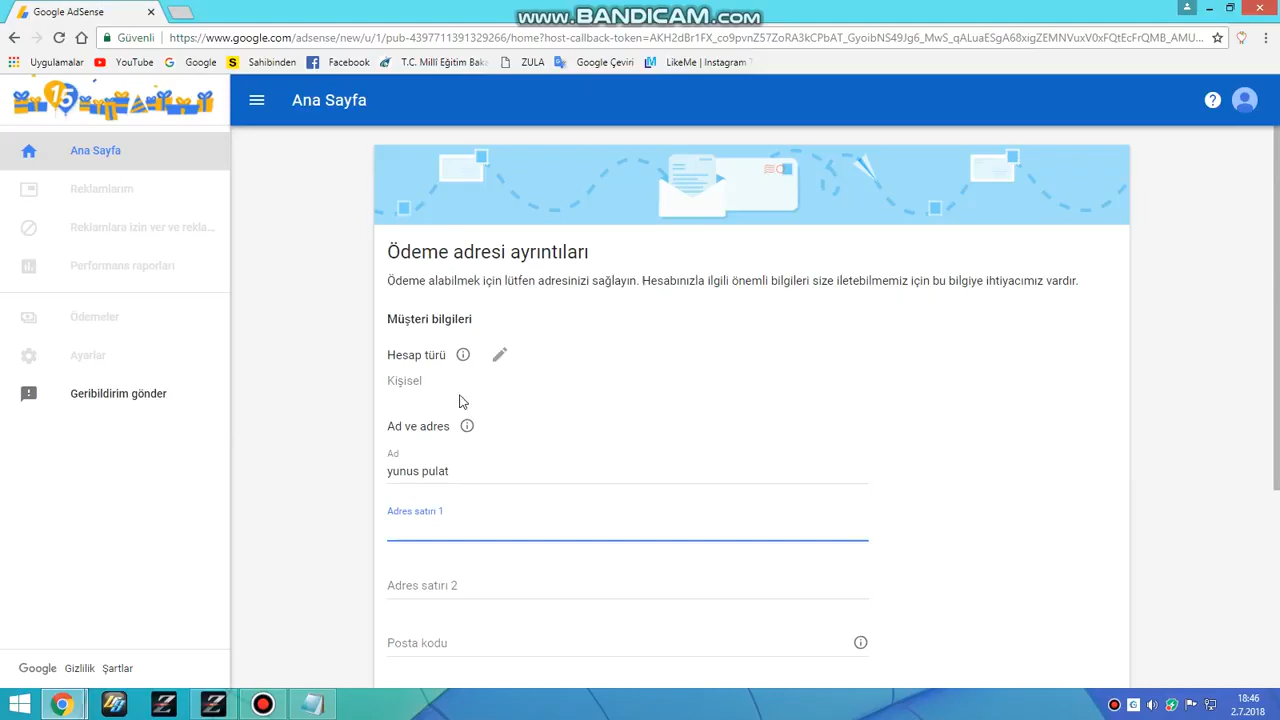 Google AdSense
www.BANDICAM.com
Güvenli
https://www.google.com/adsense/new/u/1/pub-4397711391329266/home?host-callback-token=
Uygulamalar
YouTube
Google
Sahibinden
Facebook
T.C. Millî Eğitim Baka
ZULA
Google Çeviri
LikeMe | Instagram
15
Ana Sayfa
Ana Sayfa
Reklamlarım
Reklamlara izin ver ve rekla...
Performans raporları
Ödemeler
Ayarlar
Geribildirim gönder
Ödeme adresi ayrıntıları
Ödeme alabilmek için lütfen adresinizi sağlayın. Hesabınızla ilgili önemli bilgileri size iletebilmemiz için bu bilgiye ihtiyacımız vardır.
Müşteri bilgileri
Hesap türü
Kişisel
Ad ve adres
Ad
yunus pulat
Adres satırı 1
Adres satırı 2
Posta kodu
Google Gizlilik Şartlar
18:46
2.7.2018